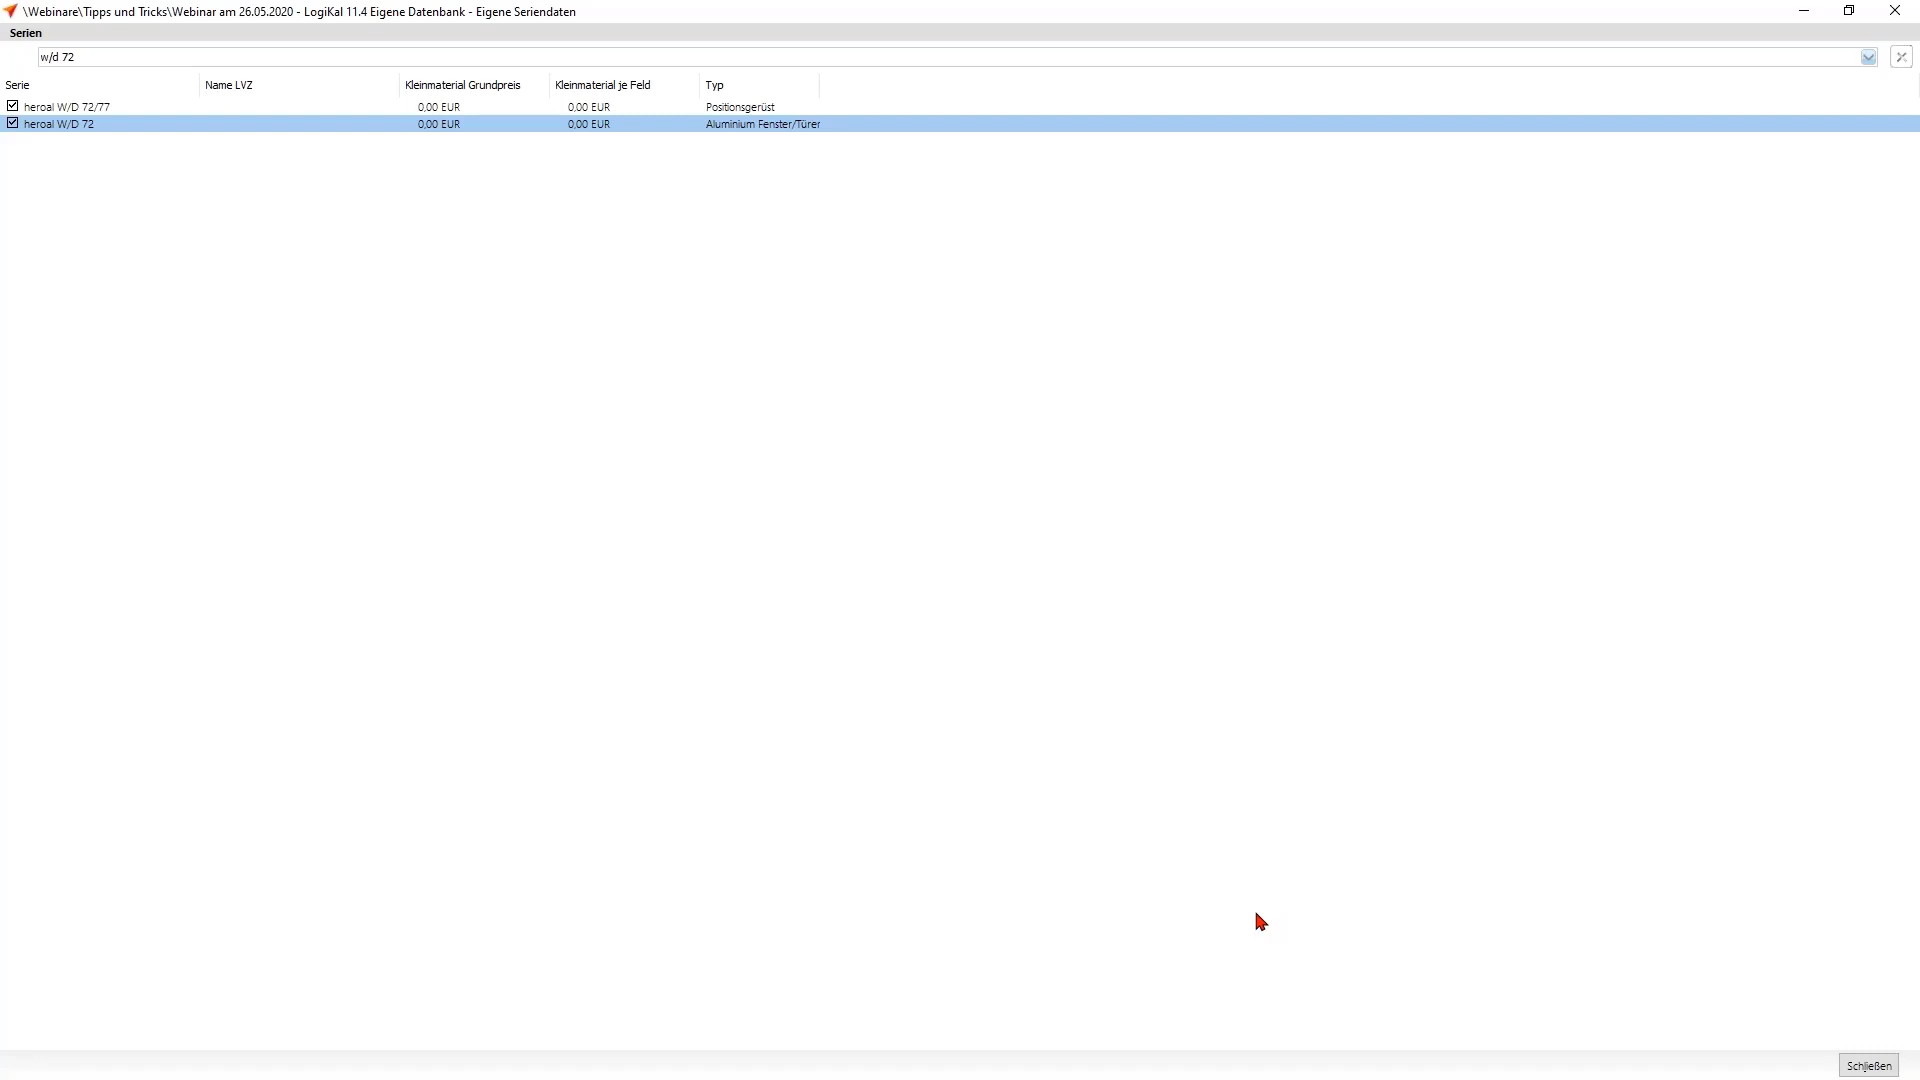 \Webinare\Tipps und Tricks\Webinar am 26.05.2020 - LogiKal 11.4 Eigene Datenbank - Eigene Seriendaten
Serien
w/d 72
Serie Name LVZ Kleinmaterial Grundpreis Kleinmaterial je Feld Typ
heroal W/D 72/77 0,00 EUR 0,00 EUR Positionsgerüst
heroal W/D 72 0,00 EUR 0,00 EUR Aluminium Fenster/Türer
Schließen